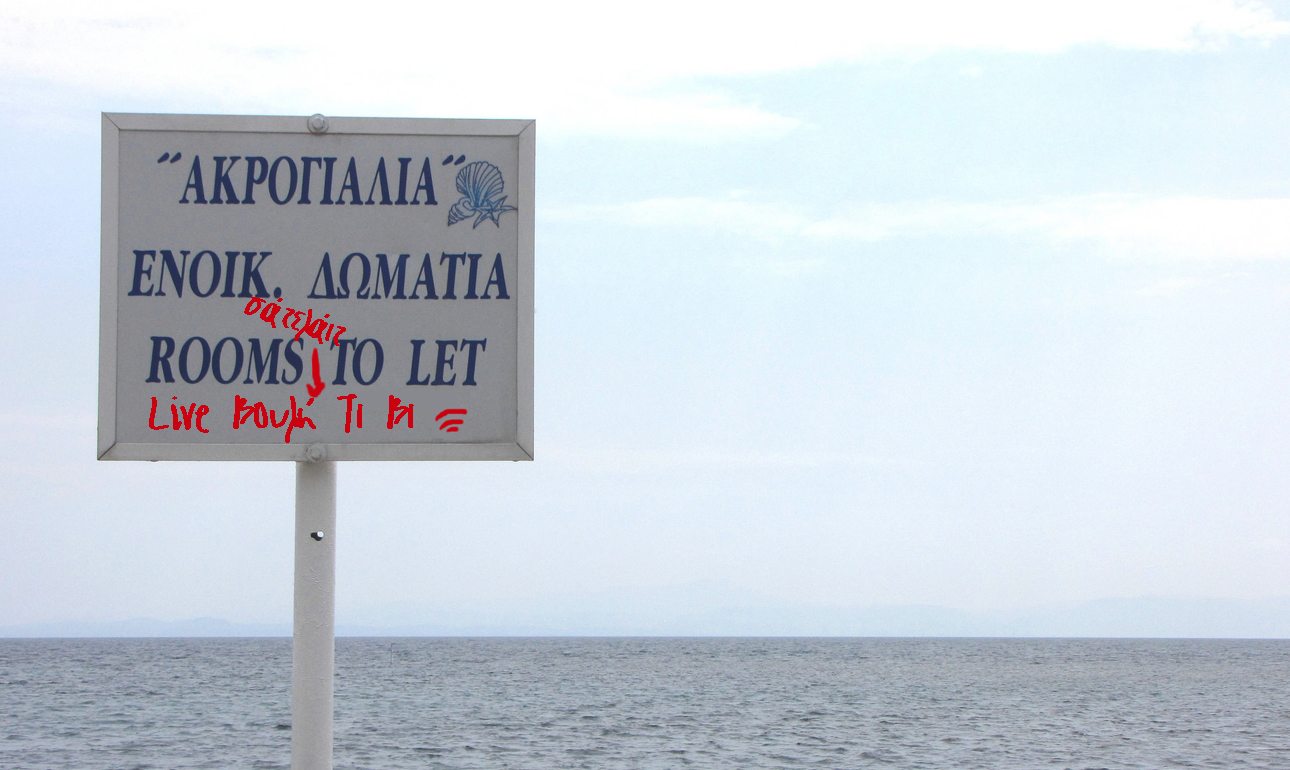 "ΑΚΡΟΓΙΑΛΙΑ"
ΕΝΟΙΚ. ΔΩΜΑΤΙΑ
σάτελάιτ
ROOMS TO LET
Live Βουλή ΤΙ ΒΙ